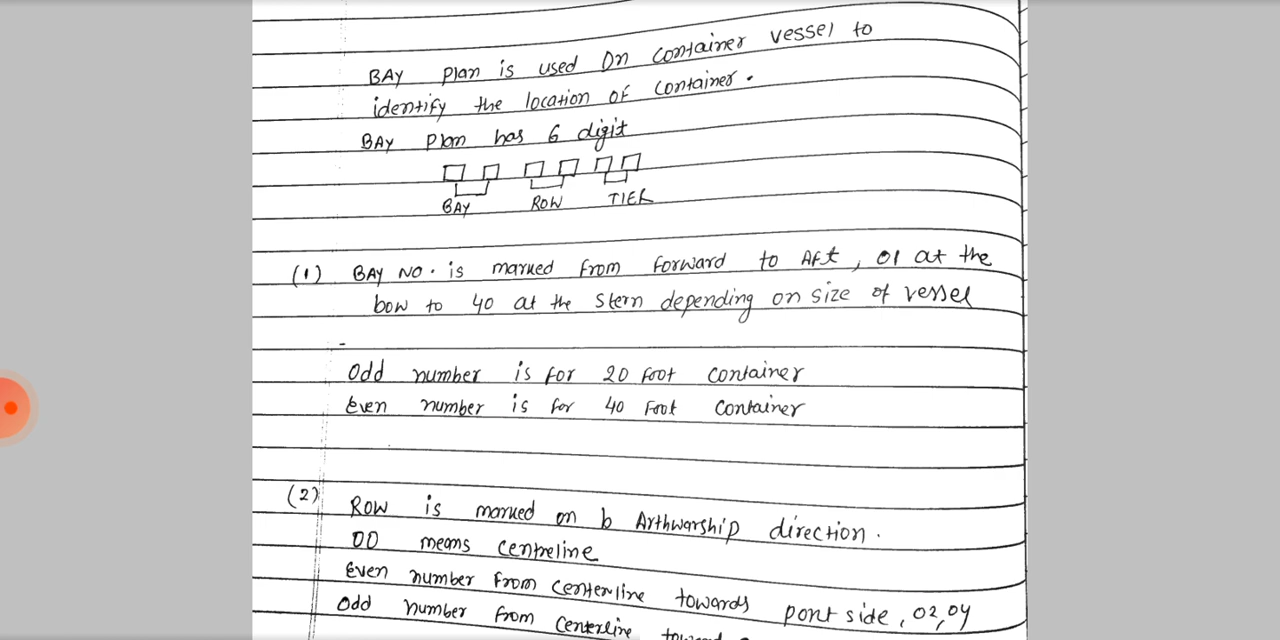 BAY Plan is used on container vessel to
identify the location of container.
BAY Plan has 6 digit
BAY ROW TIER
(1) BAY NO. is marked from forward to Aft, 01 at the
bow to 40 at the stern depending on size of vessel
Odd number is for 20 foot container
Even number is for 40 foot container
(2) ROW is marked on b Arthwarship direction.
00 means centreline
Even number from centerline towards port side, 02,04
Odd number from centerline